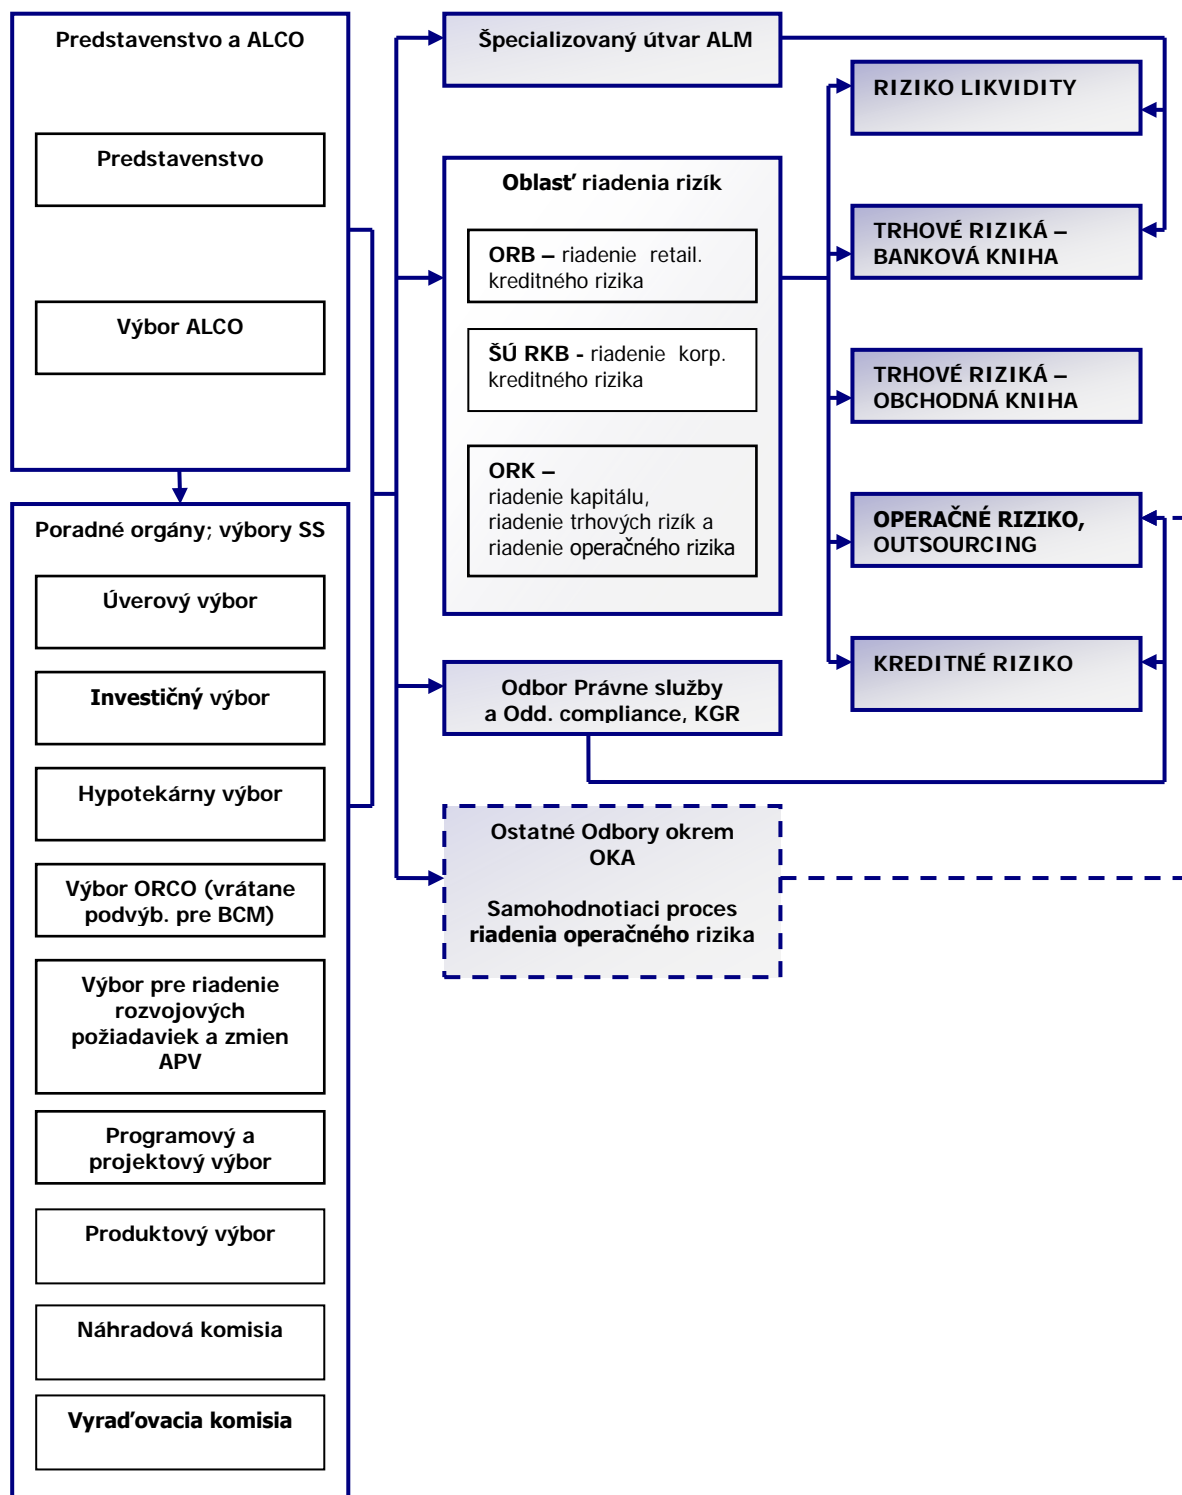 Predstavenstvo a ALCO
Predstavenstvo
Výbor ALCO
Poradné orgány; výbory SS
Úverový výbor
Investičný výbor
Hypotekárny výbor
Výbor ORCO (vrátane
podvýb. pre BCM)
Výbor pre riadenie
rozvojových
požiadaviek a zmien
APV
Programový a
projektový výbor
Produktový výbor
Náhradová komisia
Vyraďovacia komisia
Špecializovaný útvar ALM
Oblasť riadenia rizík
ORB – riadenie retail.
kreditného rizika
ŠÚ RKB - riadenie korp.
kreditného rizika
ORK –
riadenie kapitálu,
riadenie trhových rizík a
riadenie operačného rizika
Odbor Právne služby
a Odd. compliance, KGR
Ostatné Odbory okrem
OKA
Samohodnotiaci proces
riadenia operačného rizika
RIZIKO LIKVIDITY
TRHOVÉ RIZIKÁ –
BANKOVÁ KNIHA
TRHOVÉ RIZIKÁ –
OBCHODNÁ KNIHA
OPERAČNÉ RIZIKO,
OUTSOURCING
KREDITNÉ RIZIKO